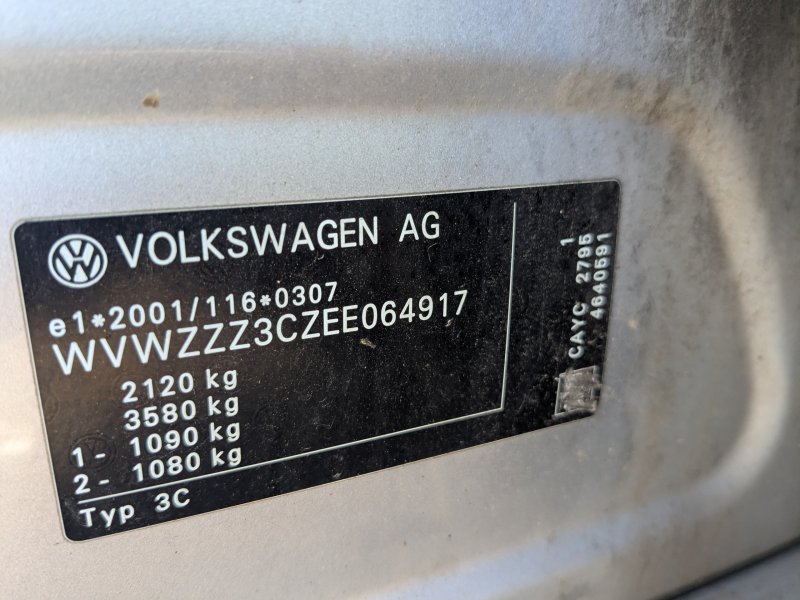 VOLKSWAGEN AG
e1*2001/116*0307
WVWZZZ3CZEE064917
2120 kg
3580 kg
1 - 1090 kg
2 - 1080 kg
Typ 3C
1
CAYC 2795
4640591